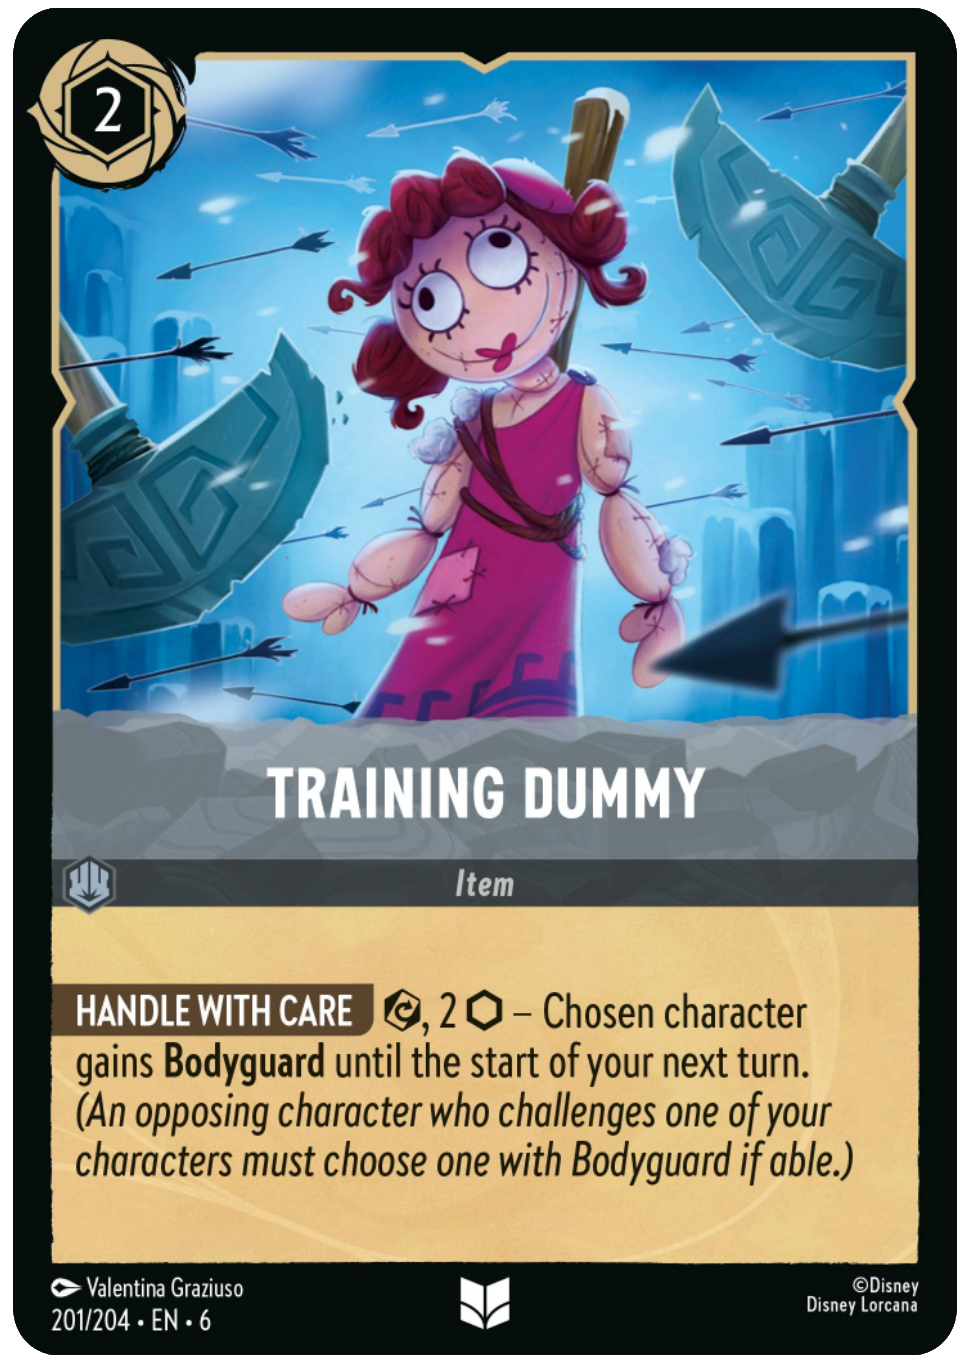 2
TRAINING DUMMY
Item
HANDLE WITH CARE , 2 – Chosen character
gains Bodyguard until the start of your next turn.
(An opposing character who challenges one of your
characters must choose one with Bodyguard if able.)
Valentina Graziuso
201/204 • EN • 6
©Disney
Disney Lorcana